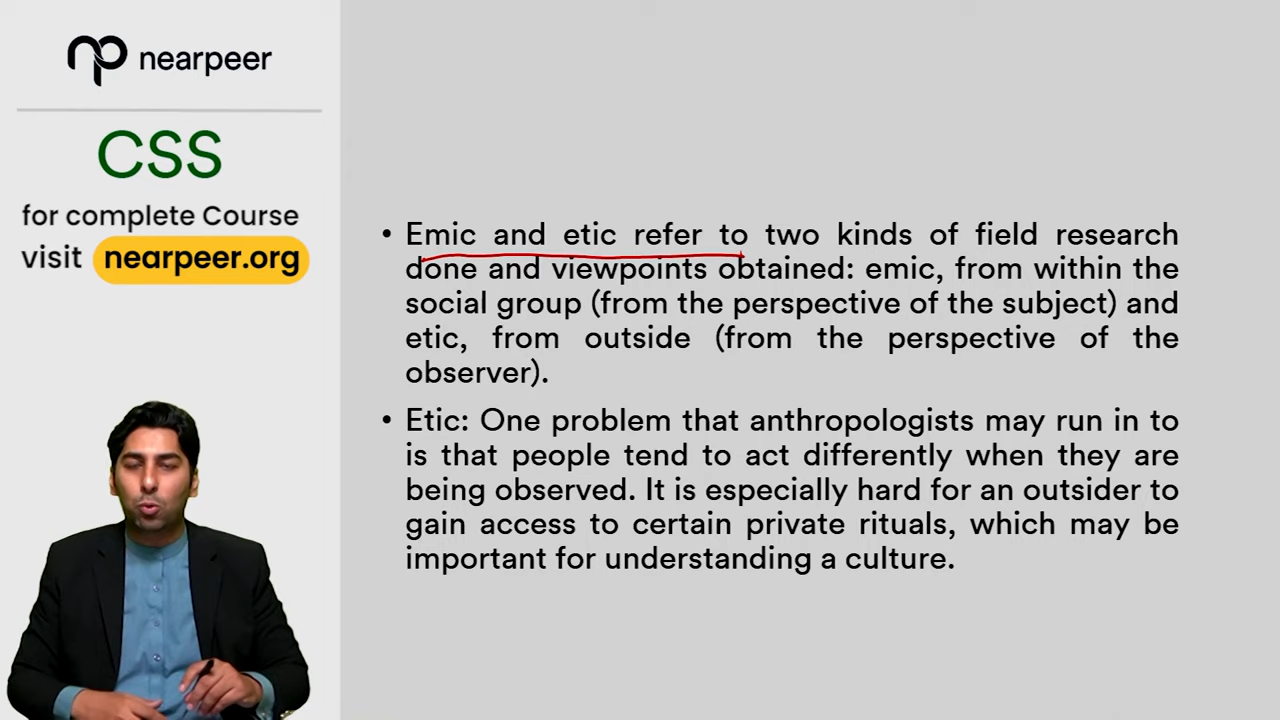 nearpeer
CSS
for complete Course
visit nearpeer.org
• Emic and etic refer to two kinds of field research
done and viewpoints obtained: emic, from within the
social group (from the perspective of the subject) and
etic, from outside (from the perspective of the
observer).
• Etic: One problem that anthropologists may run in to
is that people tend to act differently when they are
being observed. It is especially hard for an outsider to
gain access to certain private rituals, which may be
important for understanding a culture.